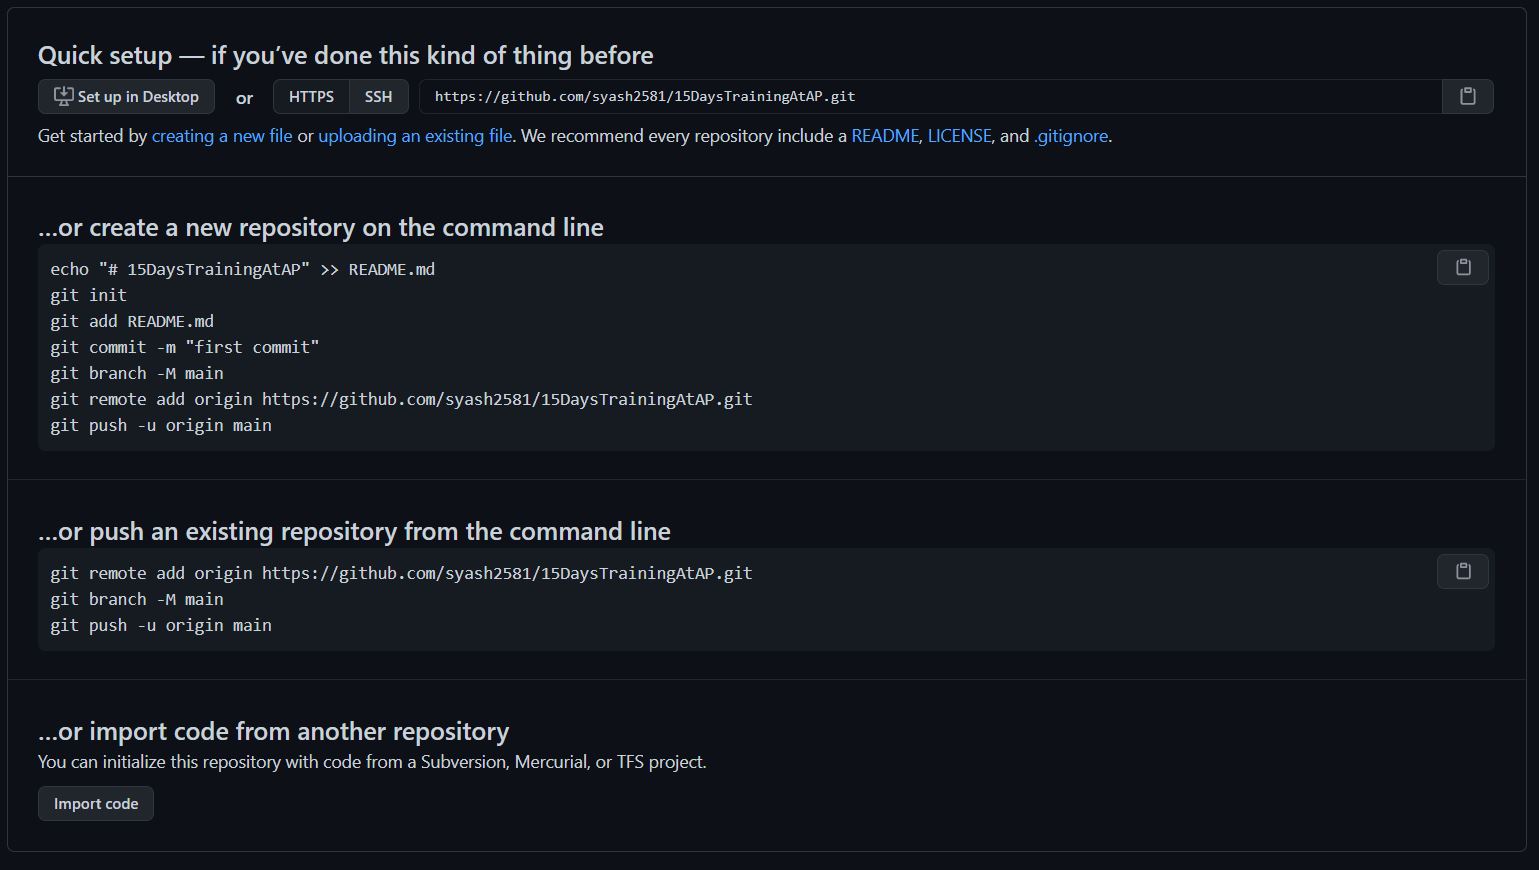 Quick setup — if you’ve done this kind of thing before
Set up in Desktop or HTTPS SSH https://github.com/syash2581/15DaysTrainingAtAP.git
Get started by creating a new file or uploading an existing file. We recommend every repository include a README, LICENSE, and .gitignore.
…or create a new repository on the command line
echo "# 15DaysTrainingAtAP" >> README.md
git init
git add README.md
git commit -m "first commit"
git branch -M main
git remote add origin https://github.com/syash2581/15DaysTrainingAtAP.git
git push -u origin main
…or push an existing repository from the command line
git remote add origin https://github.com/syash2581/15DaysTrainingAtAP.git
git branch -M main
git push -u origin main
…or import code from another repository
You can initialize this repository with code from a Subversion, Mercurial, or TFS project.
Import code